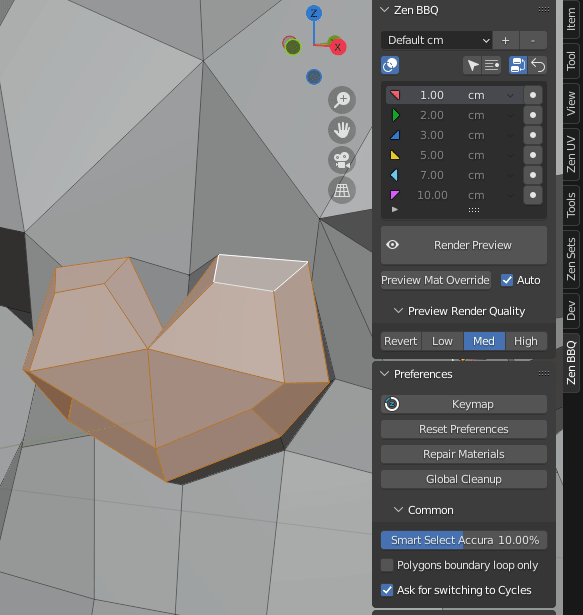 Z
X
Zen BBQ
Default cm
+
-
1.00 cm
2.00 cm
3.00 cm
5.00 cm
7.00 cm
10.00 cm
Render Preview
Preview Mat Override
Auto
Preview Render Quality
Revert Low Med High
Preferences
Keymap
Reset Preferences
Repair Materials
Global Cleanup
Common
Smart Select Accura 10.00%
Polygons boundary loop only
Ask for switching to Cycles
Item
Tool
View
Zen UV
Tools
Zen Sets
Dev
Zen BBQ